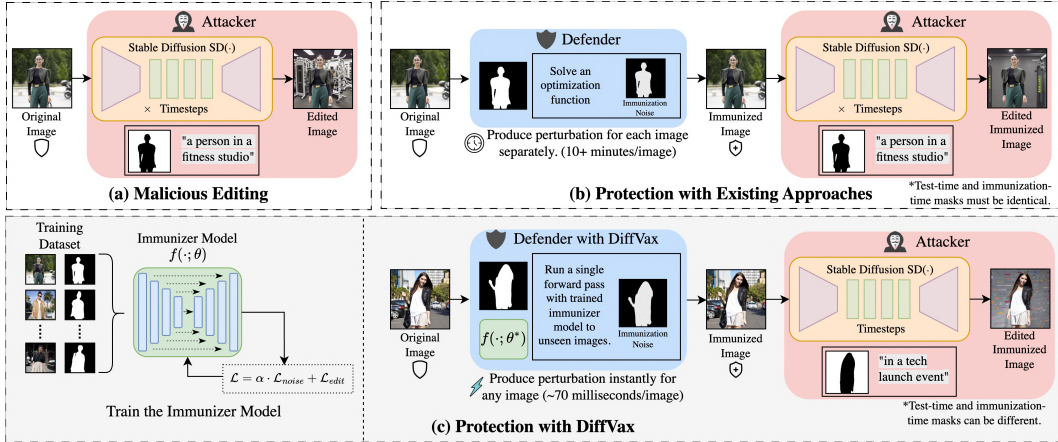 Attacker
Stable Diffusion SD(·)
× Timesteps
Original
Image
Edited
Image
"a person in a
fitness studio"
(a) Malicious Editing
Defender
Solve an
optimization
function
Immunization
Noise
Original
Image
Produce perturbation for each image
separately. (10+ minutes/image)
Immunized
Image
Attacker
Stable Diffusion SD(·)
× Timesteps
"a person in a
fitness studio"
Edited
Immunized
Image
(b) Protection with Existing Approaches
*Test-time and immunization-
time masks must be identical.
Training
Dataset
Immunizer Model
f(·; θ)
ℒ = α · ℒnoise + ℒedit
Train the Immunizer Model
Defender with DiffVax
f(·; θ*)
Run a single
forward pass
with trained
immunizer
model to
unseen images.
Immunization
Noise
Original
Image
Produce perturbation instantly for
any image (~70 milliseconds/image)
Immunized
Image
Attacker
Stable Diffusion SD(·)
Timesteps
"in a tech
launch event"
Edited
Immunized
Image
*Test-time and immunization-
time masks can be different.
(c) Protection with DiffVax